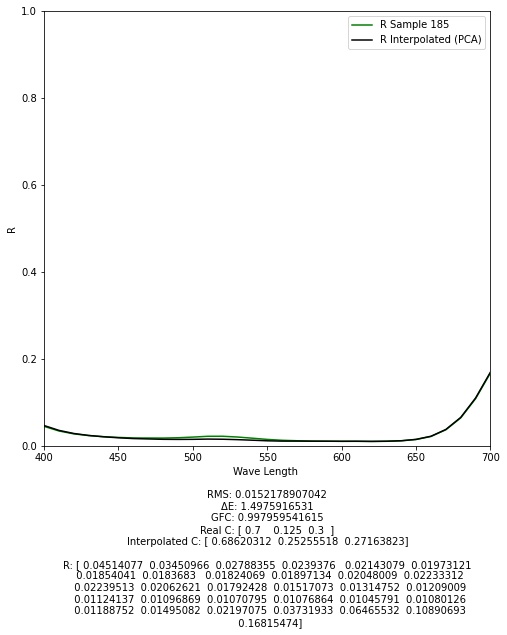 1.0
R Sample 185
R Interpolated (PCA)
0.8
0.6
R
0.4
0.2
0.0
400 450 500 550 600 650 700
Wave Length
RMS: 0.0152178907042
ΔE: 1.4975916531
GFC: 0.997959541615
Real C: [ 0.7 0.125 0.3 ]
Interpolated C: [ 0.68620312 0.25255518 0.27163823]
R: [ 0.04514077 0.03450966 0.02788355 0.0239376 0.02143079 0.01973121
0.01854041 0.0183683 0.01824069 0.01897134 0.02048009 0.02233312
0.02239513 0.02062621 0.01792428 0.01517073 0.01314752 0.01209009
0.01124137 0.01096869 0.01070795 0.01076864 0.01045791 0.01080126
0.01188752 0.01495082 0.02197075 0.03731933 0.06465532 0.10890693
0.16815474]